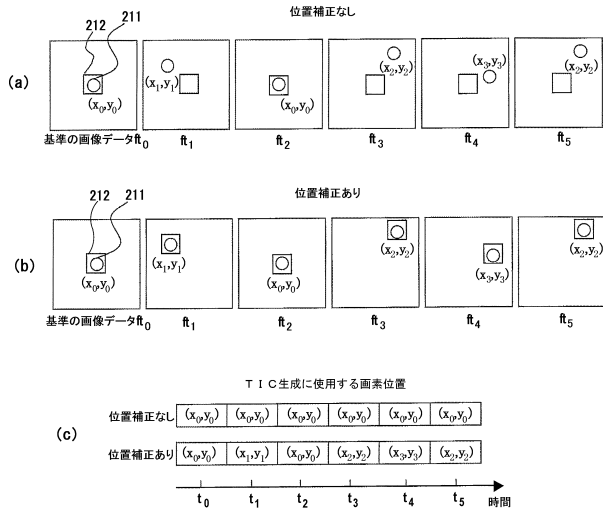 位置補正なし
212 211
(a)
(x₀,y₀) (x₁,y₁) (x₀,y₀) (x₂,y₂) (x₃,y₃) (x₂,y₂)
基準の画像データft₀ ft₁ ft₂ ft₃ ft₄ ft₅
位置補正あり
212 211
(b)
(x₀,y₀) (x₁,y₁) (x₀,y₀) (x₂,y₂) (x₃,y₃) (x₂,y₂)
基準の画像データft₀ ft₁ ft₂ ft₃ ft₄ ft₅
TIC生成に使用する画素位置
(c)
位置補正なし (x₀,y₀) (x₀,y₀) (x₀,y₀) (x₀,y₀) (x₀,y₀) (x₀,y₀)
位置補正あり (x₀,y₀) (x₁,y₁) (x₀,y₀) (x₂,y₂) (x₃,y₃) (x₂,y₂)
t₀ t₁ t₂ t₃ t₄ t₅ 時間